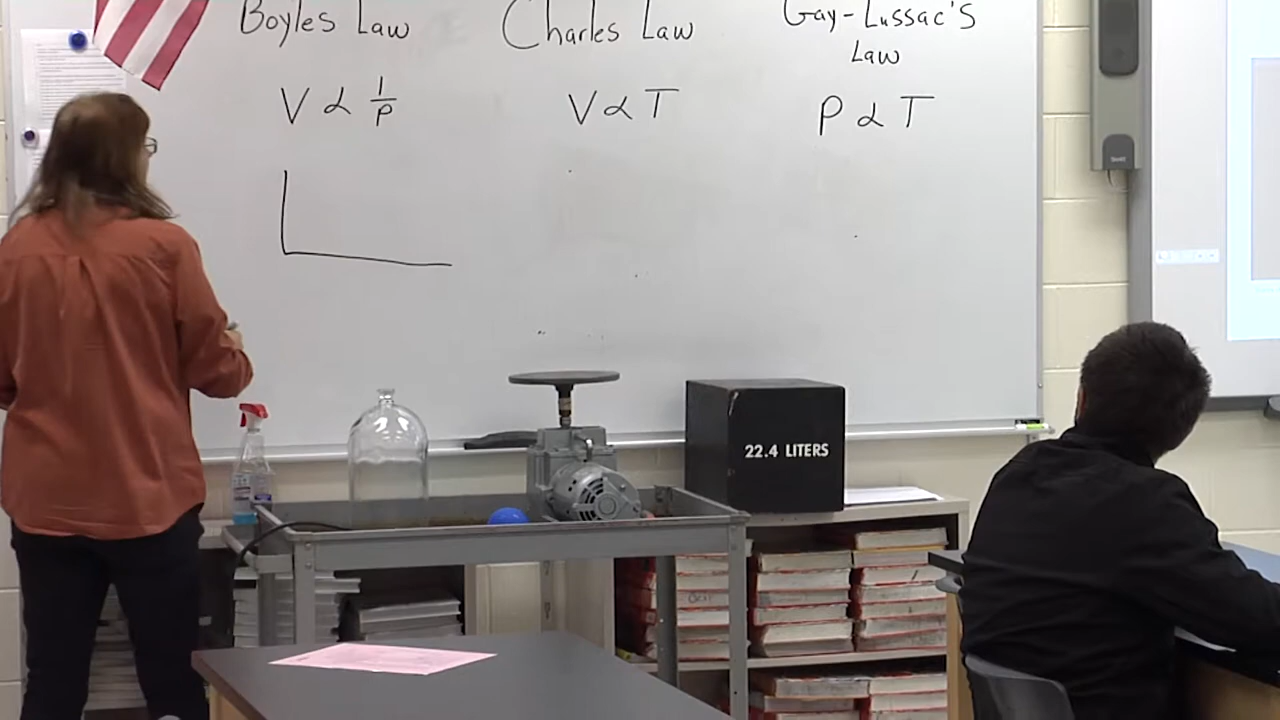 Boyles Law
V α 1/P
Charles Law
V α T
Gay-Lussac's
Law
P α T
22.4 LITERS